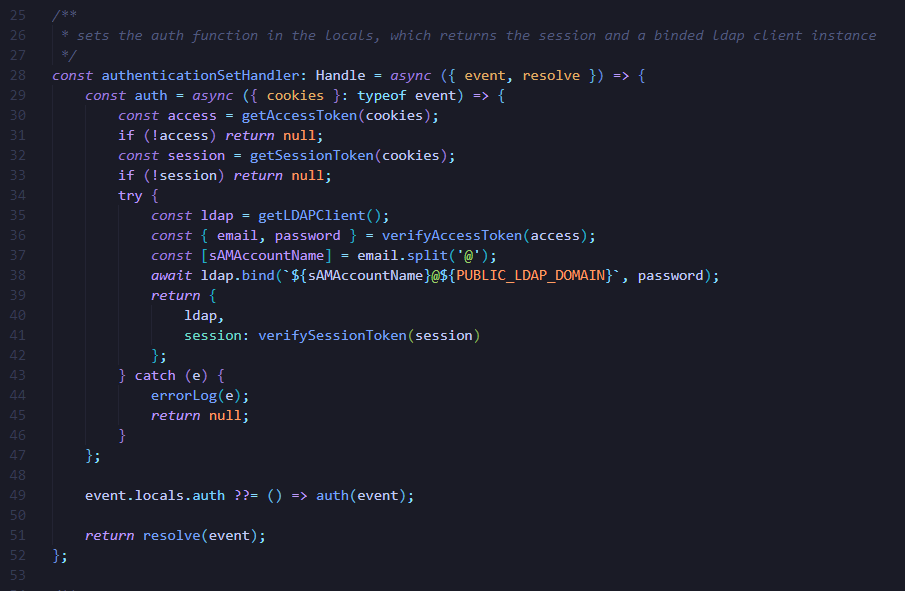 25 /**
26  * sets the auth function in the locals, which returns the session and a binded ldap client instance
27  */
28 const authenticationSetHandler: Handle = async ({ event, resolve }) => {
29     const auth = async ({ cookies }: typeof event) => {
30         const access = getAccessToken(cookies);
31         if (!access) return null;
32         const session = getSessionToken(cookies);
33         if (!session) return null;
34         try {
35             const ldap = getLDAPClient();
36             const { email, password } = verifyAccessToken(access);
37             const [sAMAccountName] = email.split('@');
38             await ldap.bind(`${sAMAccountName}@${PUBLIC_LDAP_DOMAIN}`, password);
39             return {
40                 ldap,
41                 session: verifySessionToken(session)
42             };
43         } catch (e) {
44             errorLog(e);
45             return null;
46         }
47     };
48
49     event.locals.auth ??= () => auth(event);
50
51     return resolve(event);
52 };
53